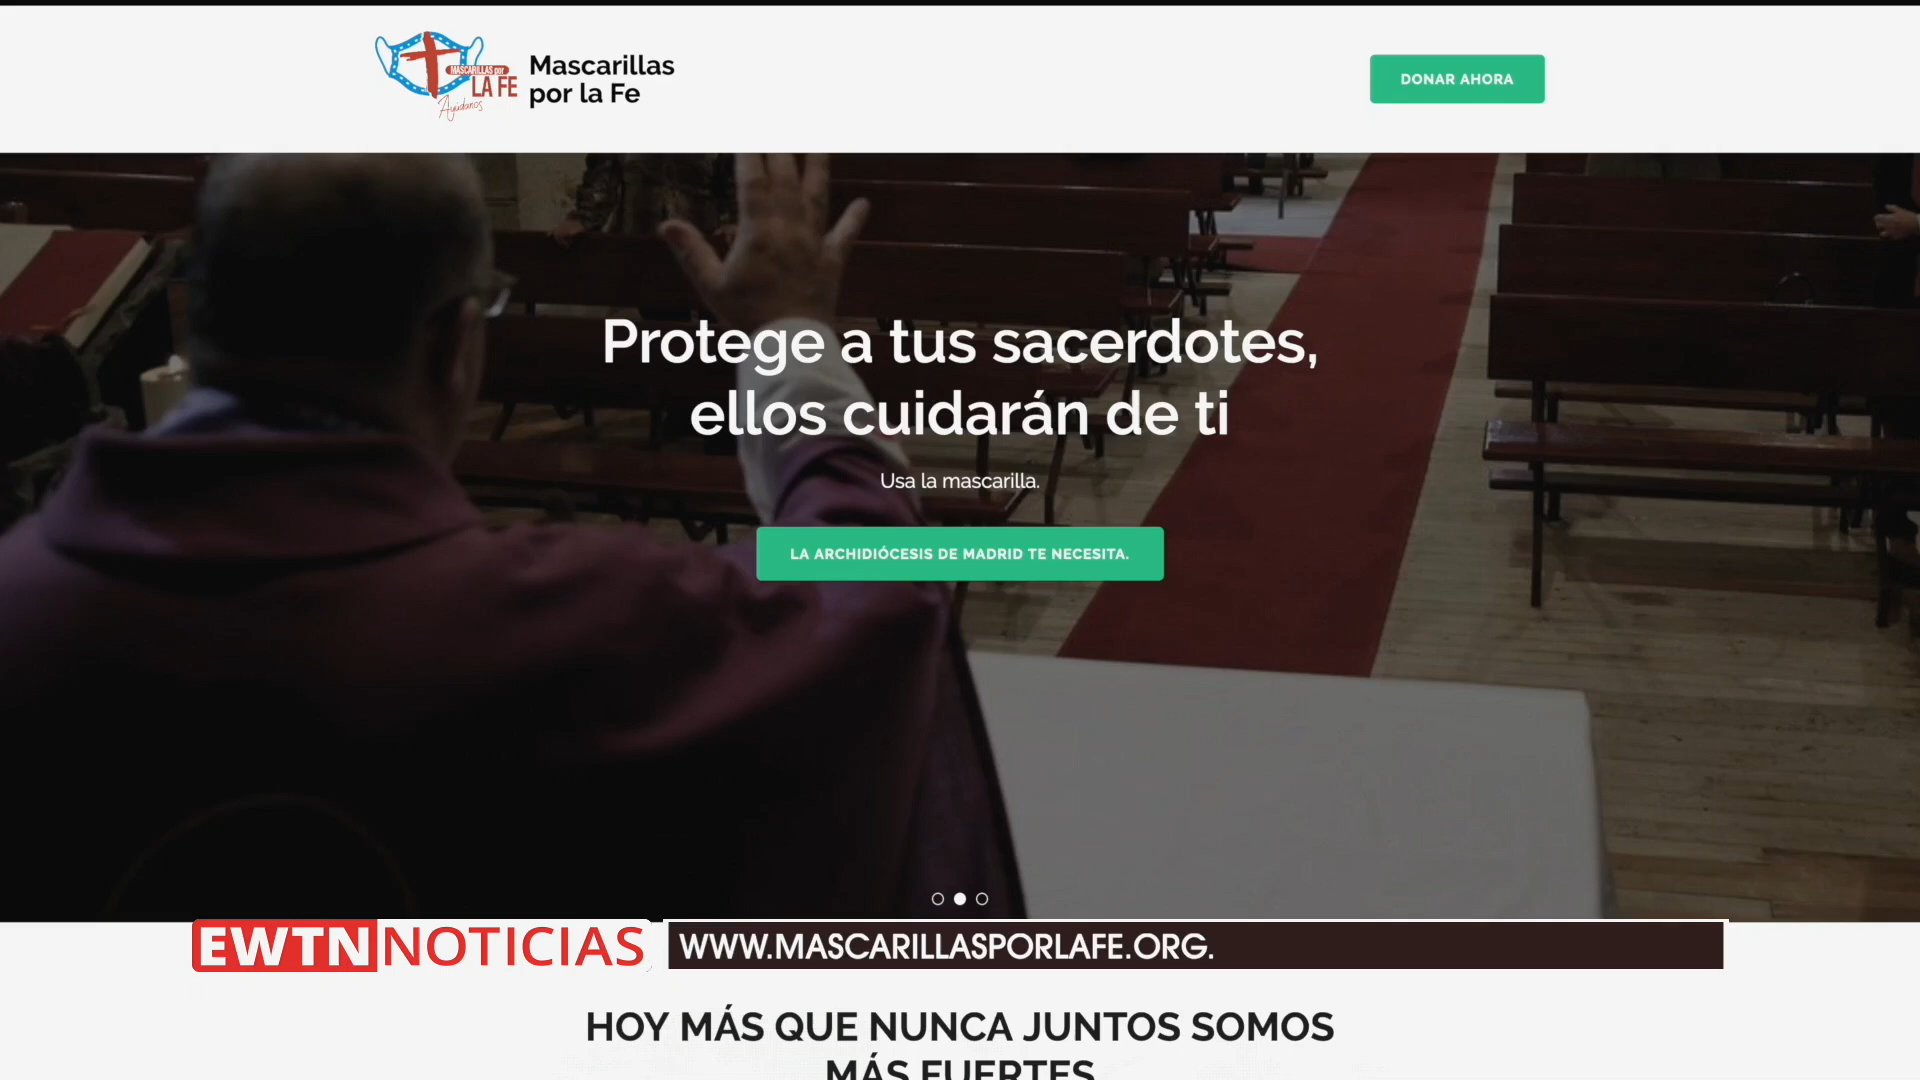 MASCARILLAS por
LA FE
Ayúdanos
Mascarillas
por la Fe
DONAR AHORA
Protege a tus sacerdotes,
ellos cuidarán de ti
Usa la mascarilla.
LA ARCHIDIÓCESIS DE MADRID TE NECESITA.
EWTN NOTICIAS
WWW.MASCARILLASPORLAFE.ORG.
HOY MÁS QUE NUNCA JUNTOS SOMOS
MÁS FUERTES